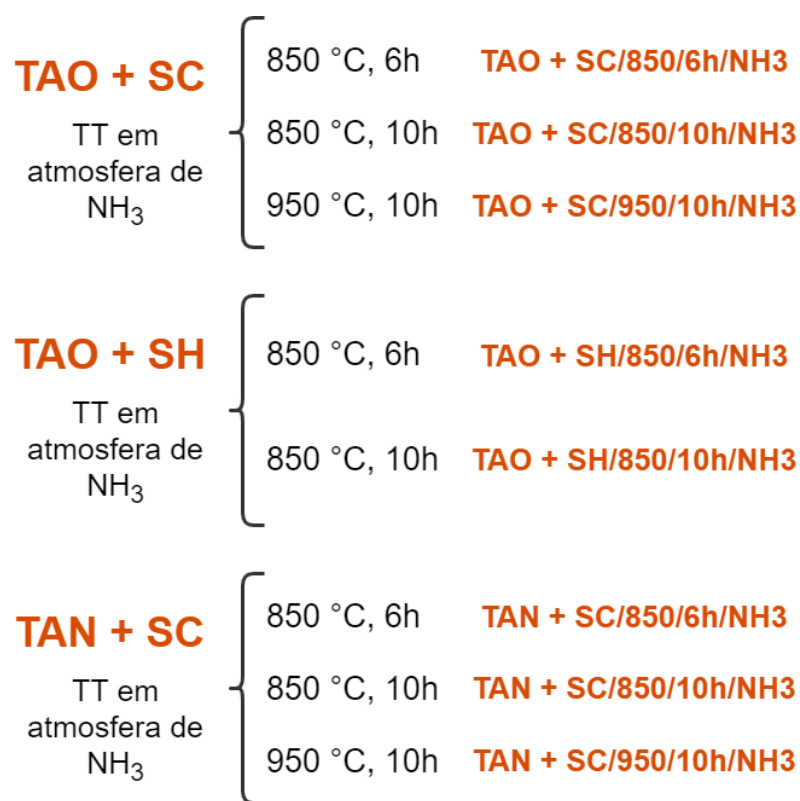 TAO + SC
TT em
atmosfera de
NH₃
850 °C, 6h TAO + SC/850/6h/NH3
850 °C, 10h TAO + SC/850/10h/NH3
950 °C, 10h TAO + SC/950/10h/NH3
TAO + SH
TT em
atmosfera de
NH₃
850 °C, 6h TAO + SH/850/6h/NH3
850 °C, 10h TAO + SH/850/10h/NH3
TAN + SC
TT em
atmosfera de
NH₃
850 °C, 6h TAN + SC/850/6h/NH3
850 °C, 10h TAN + SC/850/10h/NH3
950 °C, 10h TAN + SC/950/10h/NH3